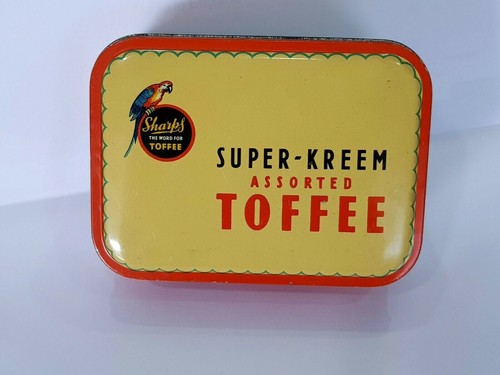 Sharps
THE WORD FOR
TOFFEE
SUPER-KREEM
ASSORTED
TOFFEE